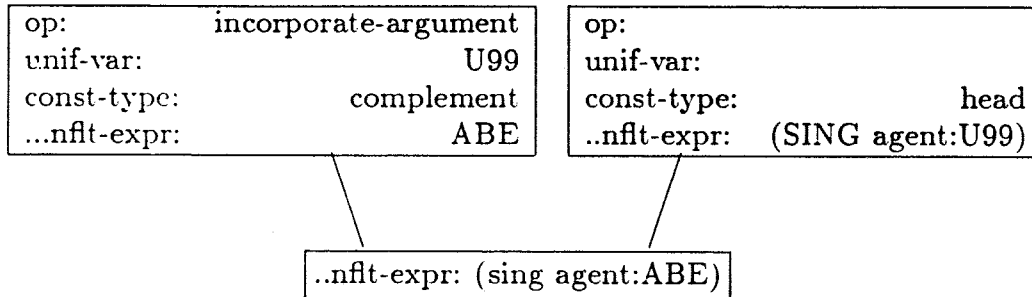 op: incorporate-argument
unif-var: U99
const-type: complement
...nflt-expr: ABE
op:
unif-var:
const-type: head
..nflt-expr: (SING agent:U99)
..nflt-expr: (sing agent:ABE)